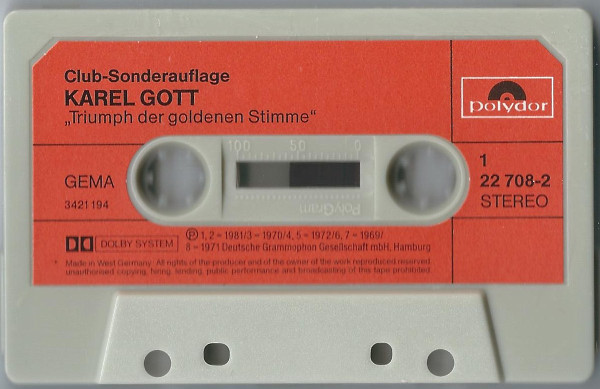 Club-Sonderauflage
KAREL GOTT
„Triumph der goldenen Stimme“
polydor
100 50 0
PolyGram
GEMA
3421194
1
22 708-2
STEREO
DOLBY SYSTEM
Ⓟ 1, 2 – 1981/3 – 1970/4, 5 – 1972/6, 7 – 1969/
8 – 1971 Deutsche Grammophon Gesellschaft mbH, Hamburg
* Made in West Germany · All rights of the producer and of the owner of the work reproduced reserved.
unauthorised copying, hiring, lending, public performance and broadcasting of this tape prohibited.